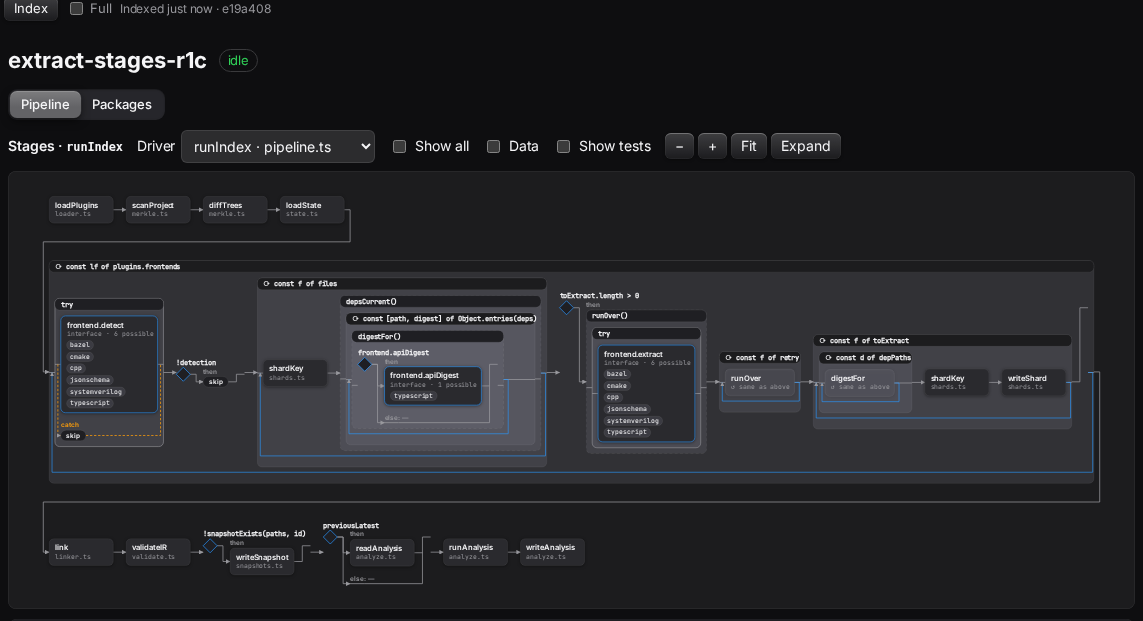 Index Full Indexed just now · e19a408
extract-stages-r1c idle
Pipeline Packages
Stages · runIndex Driver runIndex · pipeline.ts Show all Data Show tests − + Fit Expand
loadPlugins
loader.ts
scanProject
merkle.ts
diffTrees
merkle.ts
loadState
state.ts
const lf of plugins.frontends
try
frontend.detect
interface · 6 possible
bazel
cmake
cpp
jsonschema
systemverilog
typescript
catch
skip
!detection
then
skip
const f of files
shardKey
shards.ts
depsCurrent()
const [path, digest] of Object.entries(deps)
digestFor()
frontend.apiDigest
then
frontend.apiDigest
interface · 1 possible
typescript
else: —
toExtract.length > 0
then
runOver()
try
frontend.extract
interface · 6 possible
bazel
cmake
cpp
jsonschema
systemverilog
typescript
const f of retry
runOver
↺ same as above
const f of toExtract
const d of depPaths
digestFor
↺ same as above
shardKey
shards.ts
writeShard
shards.ts
link
linker.ts
validateIR
validate.ts
!snapshotExists(paths, id)
then
writeSnapshot
snapshots.ts
previousLatest
then
readAnalysis
analyze.ts
else: —
runAnalysis
analyze.ts
writeAnalysis
analyze.ts